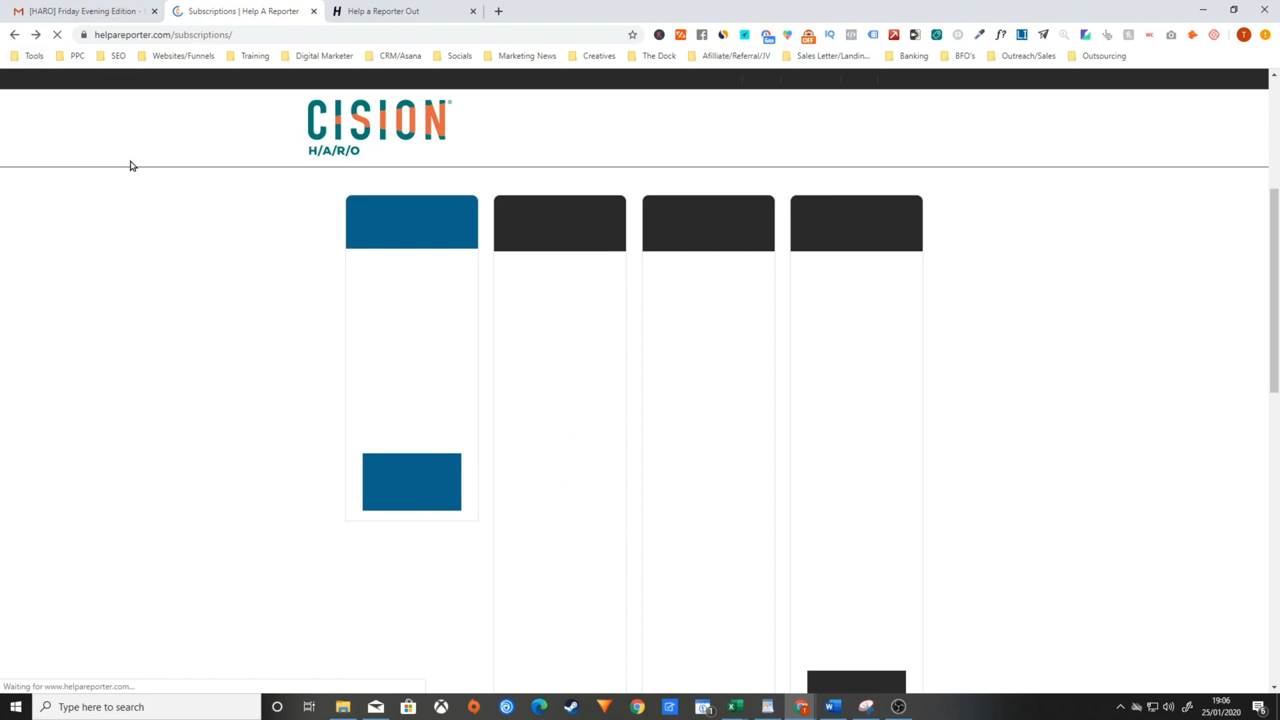 [HARO] Friday Evening Edition -
Subscriptions | Help A Reporter
Help a Reporter Out
helpareporter.com/subscriptions/
Tools
PPC
SEO
Websites/Funnels
Training
Digital Marketer
CRM/Asana
Socials
Marketing News
Creatives
The Dock
Afilliate/Referral/JV
Sales Letter/Landin...
Banking
BFO's
Outreach/Sales
Outsourcing
CISION
H/A/R/O
Waiting for www.helpareporter.com...
Type here to search
19:06
25/01/2020